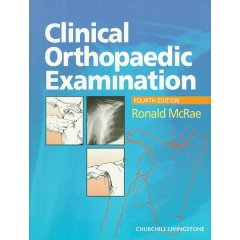 Clinical
Orthopaedic
Examination
FOURTH EDITION
Ronald McRae
CHURCHILL LIVINGSTONE